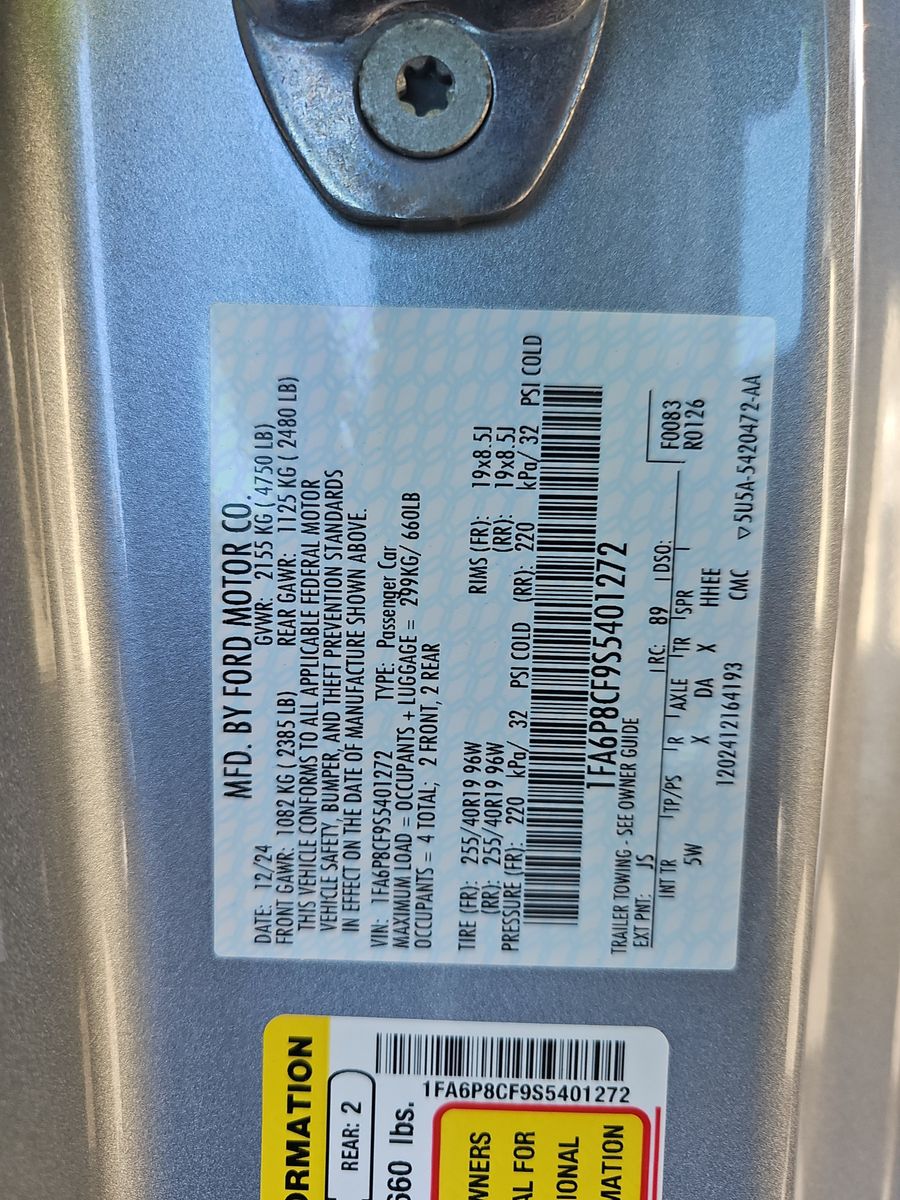 MFD. BY FORD MOTOR CO.
DATE: 12/24 GVWR: 2155 KG ( 4750 LB)
FRONT GAWR: 1082 KG ( 2385 LB) REAR GAWR: 1125 KG ( 2480 LB)
THIS VEHICLE CONFORMS TO ALL APPLICABLE FEDERAL MOTOR
VEHICLE SAFETY, BUMPER, AND THEFT PREVENTION STANDARDS
IN EFFECT ON THE DATE OF MANUFACTURE SHOWN ABOVE.
VIN: 1FA6P8CF9S5401272 TYPE: Passenger Car
MAXIMUM LOAD = OCCUPANTS + LUGGAGE = 299KG/ 660LB
OCCUPANTS = 4 TOTAL; 2 FRONT, 2 REAR
TIRE (FR): 255/40R19 96W RIMS (FR): 19x8.5J
(RR): 255/40R19 96W (RR): 19x8.5J
PRESSURE (FR): 220 kPa/ 32 PSI COLD (RR): 220 kPa/ 32 PSI COLD
1FA6P8CF9S5401272
TRAILER TOWING - SEE OWNER GUIDE
EXT PNT: JS RC: 89 DSO: F0083
INT TR TP/PS R AXLE TR SPR R0126
5W X DA X HHEE
120241216​4193 CMC ▽5U5A-5420472-AA
ORMATION
REAR: 2
660 lbs.
1FA6P8CF9S5401272
WNERS
AL FOR
IONAL
MATION